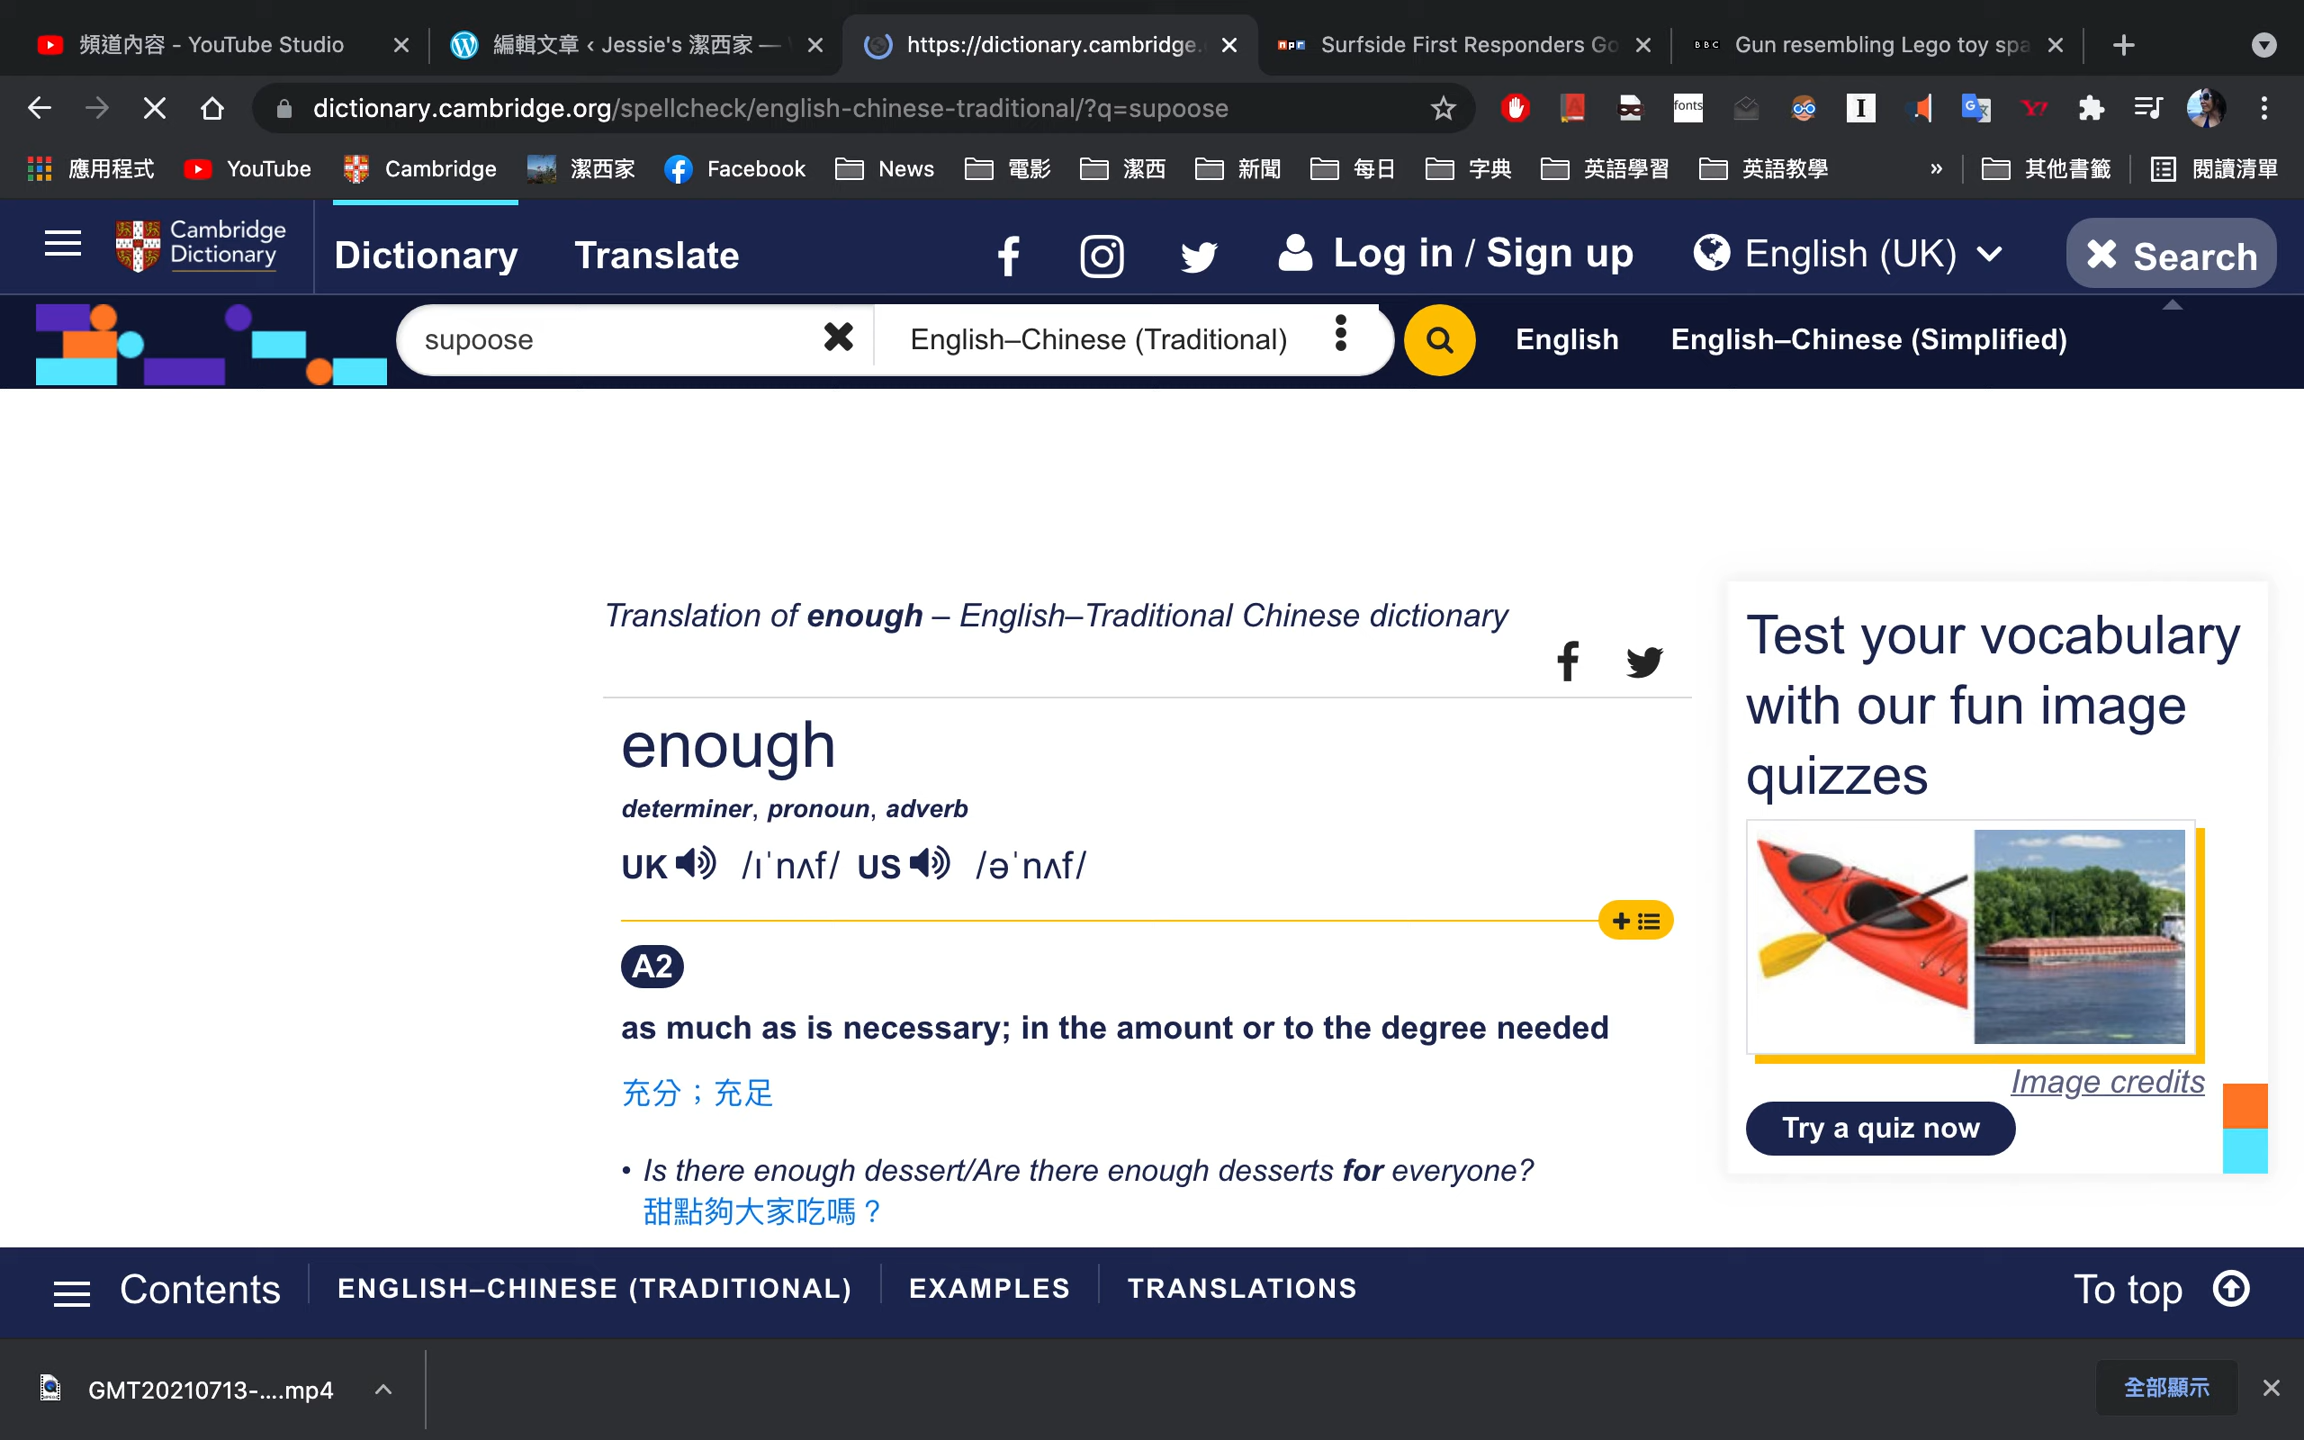 頻道內容 - YouTube Studio
編輯文章 ‹ Jessie's 潔西家 —
https://dictionary.cambridge.
npr Surfside First Responders Go
BBC Gun resembling Lego toy spa
dictionary.cambridge.org/spellcheck/english-chinese-traditional/?q=supoose
fonts
應用程式 YouTube Cambridge 潔西家 Facebook News 電影 潔西 新聞 每日 字典 英語學習 英語教學 » 其他書籤 閱讀清單
Cambridge
Dictionary
Dictionary Translate Log in / Sign up English (UK) Search
supoose English–Chinese (Traditional) English English–Chinese (Simplified)
Translation of enough – English–Traditional Chinese dictionary
enough
determiner, pronoun, adverb
UK /ɪˈnʌf/ US /əˈnʌf/
A2
as much as is necessary; in the amount or to the degree needed
充分；充足
• Is there enough dessert/Are there enough desserts for everyone?
甜點夠大家吃嗎？
Test your vocabulary
with our fun image
quizzes
Image credits
Try a quiz now
Contents ENGLISH–CHINESE (TRADITIONAL) EXAMPLES TRANSLATIONS To top
GMT20210713-....mp4 全部顯示